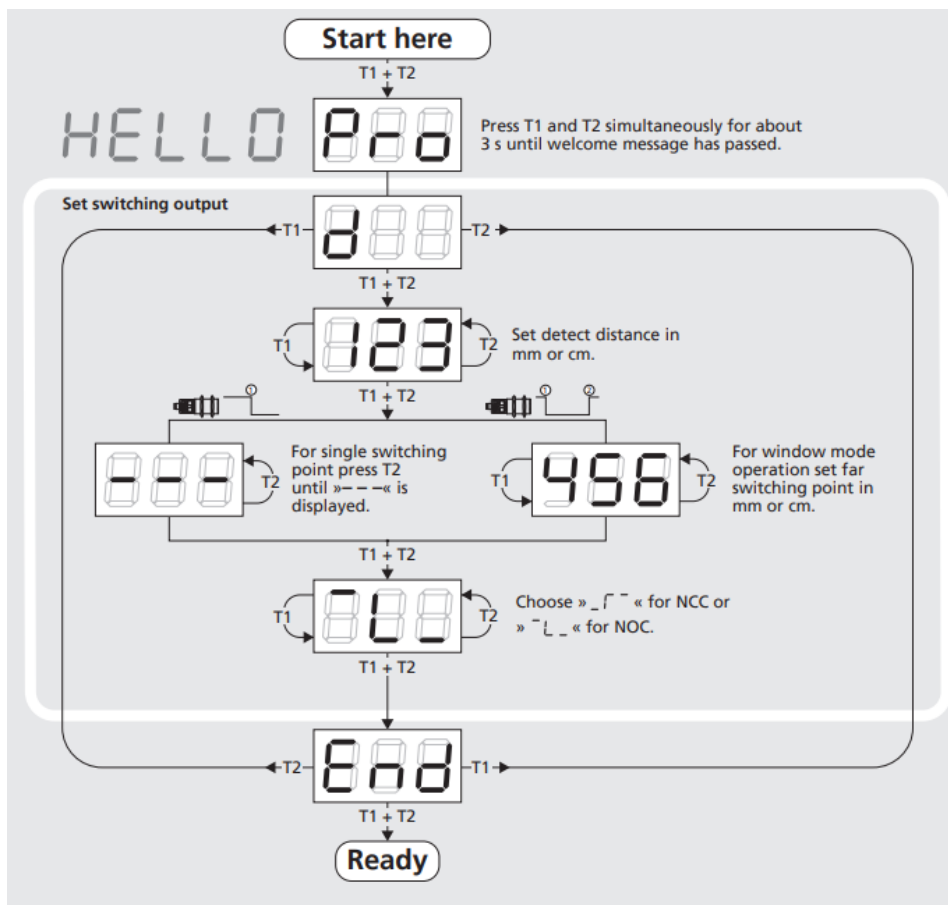 Start here
T1 + T2
HELLO
Pro
Press T1 and T2 simultaneously for about
3 s until welcome message has passed.
Set switching output
T1
d
T2
T1 + T2
T1
123
T2
Set detect distance in
mm or cm.
T1 + T2
①
① ②
---
T2
For single switching
point press T2
until »– – –« is
displayed.
T1
456
T2
For window mode
operation set far
switching point in
mm or cm.
T1 + T2
T1
¯L_
T2
Choose »_Γ¯« for NCC or
»¯L_« for NOC.
T1 + T2
T2
End
T1
T1 + T2
Ready